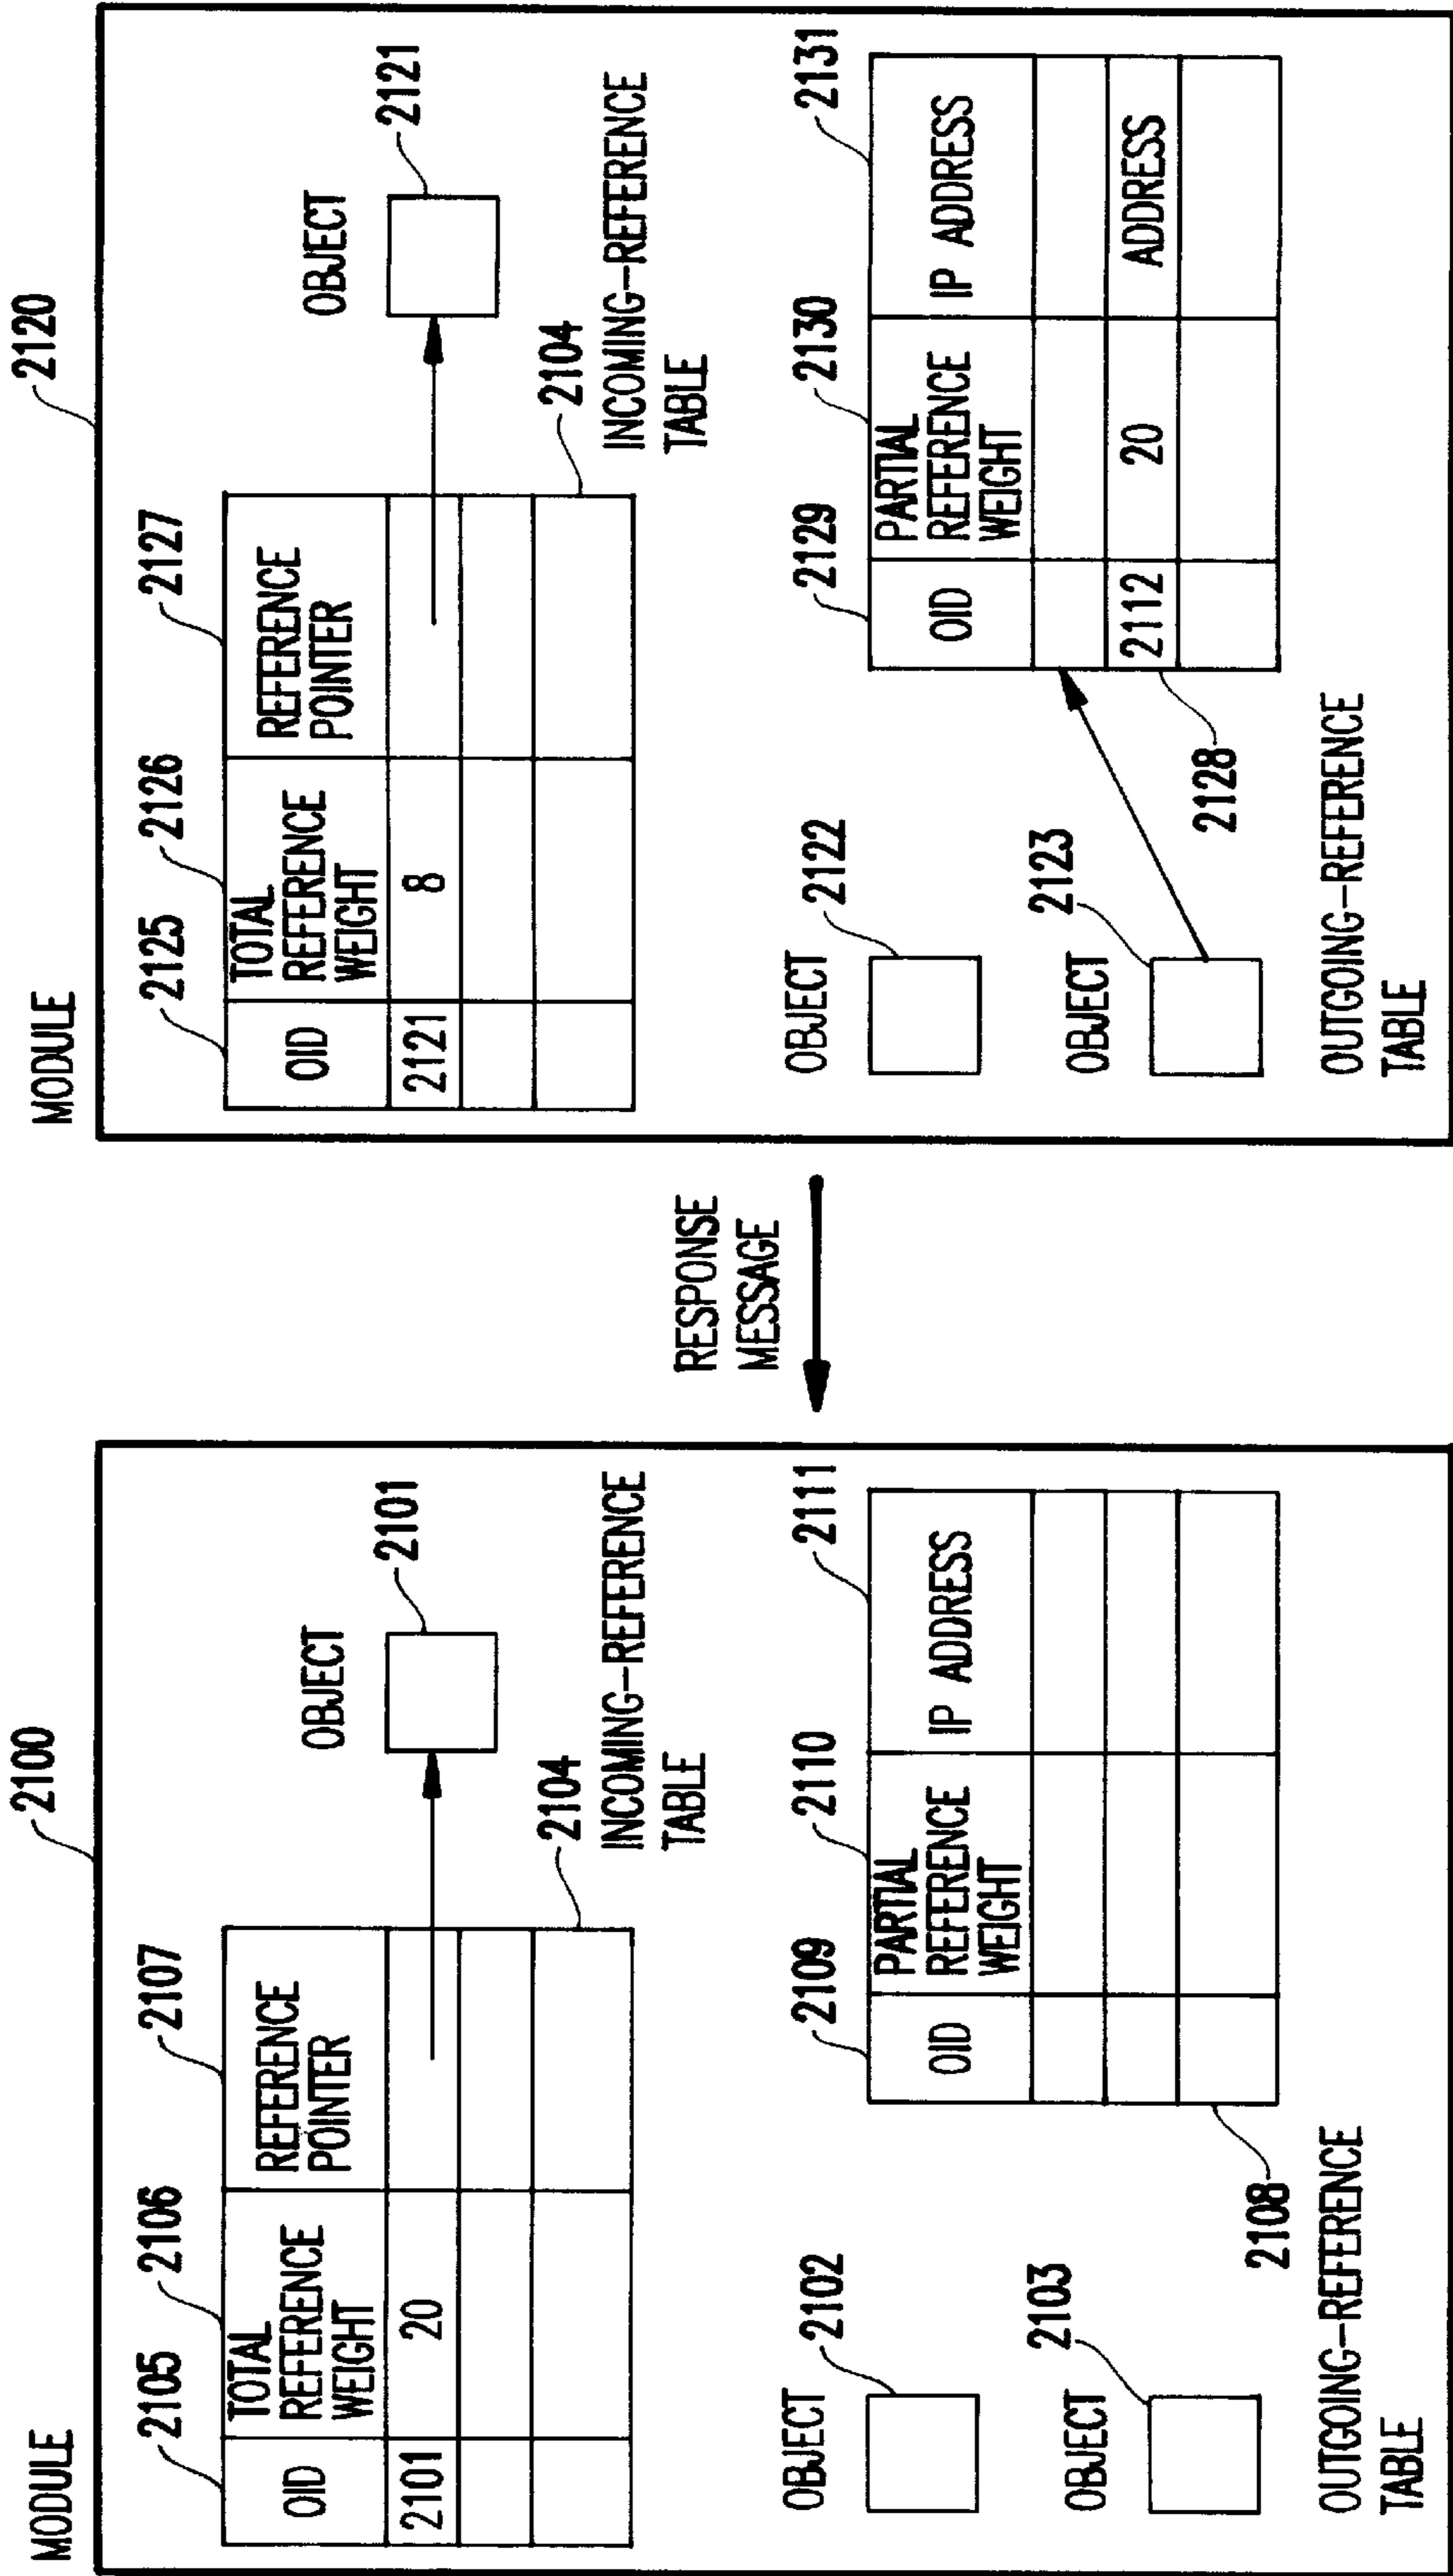 MODULE
2100
2105
2106
2107
OID
TOTAL
REFERENCE
WEIGHT
REFERENCE
POINTER
2101
20
OBJECT
2101
2104
INCOMING-REFERENCE
TABLE
OBJECT
2102
OBJECT
2103
2109
2110
2111
OID
PARTIAL
REFERENCE
WEIGHT
IP ADDRESS
2108
OUTGOING-REFERENCE
TABLE
RESPONSE
MESSAGE
MODULE
2120
2125
2126
2127
OID
TOTAL
REFERENCE
WEIGHT
REFERENCE
POINTER
2121
8
OBJECT
2121
2104
INCOMING-REFERENCE
TABLE
OBJECT
2122
OBJECT
2123
2129
2130
2131
OID
PARTIAL
REFERENCE
WEIGHT
IP ADDRESS
2112
20
ADDRESS
2128
OUTGOING-REFERENCE
TABLE